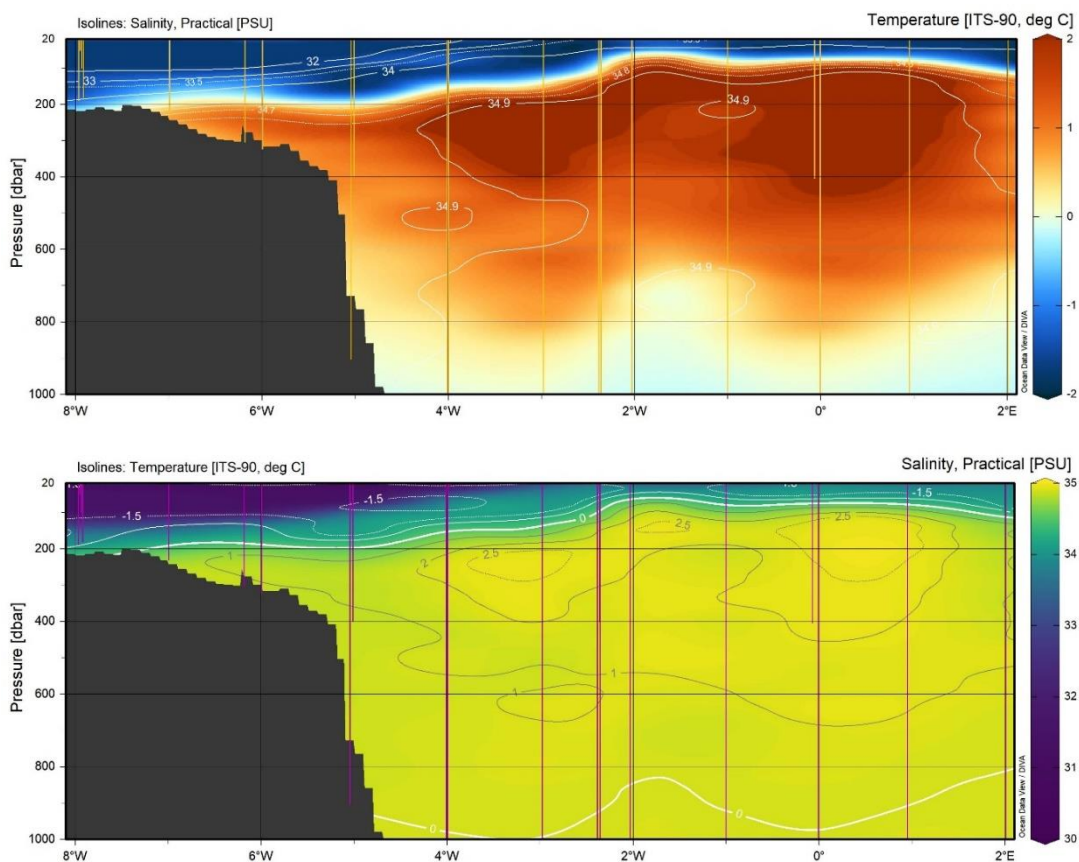 Isolines: Salinity, Practical [PSU]
Temperature [ITS-90, deg C]
Pressure [dbar]
20
200
400
600
800
1000
8°W
6°W
4°W
2°W
0°
2°E
32
33
33.5
34
34.7
34.8
34.9
34.9
34.9
34.9
2
1
0
-1
-2
Ocean Data View / DIVA
Isolines: Temperature [ITS-90, deg C]
Salinity, Practical [PSU]
Pressure [dbar]
20
200
400
600
800
1000
8°W
6°W
4°W
2°W
0°
2°E
-1.5
-1.5
-1.5
0
2.5
2.5
2.5
2
1
1
1
0
0
35
34
33
32
31
30
Ocean Data View / DIVA